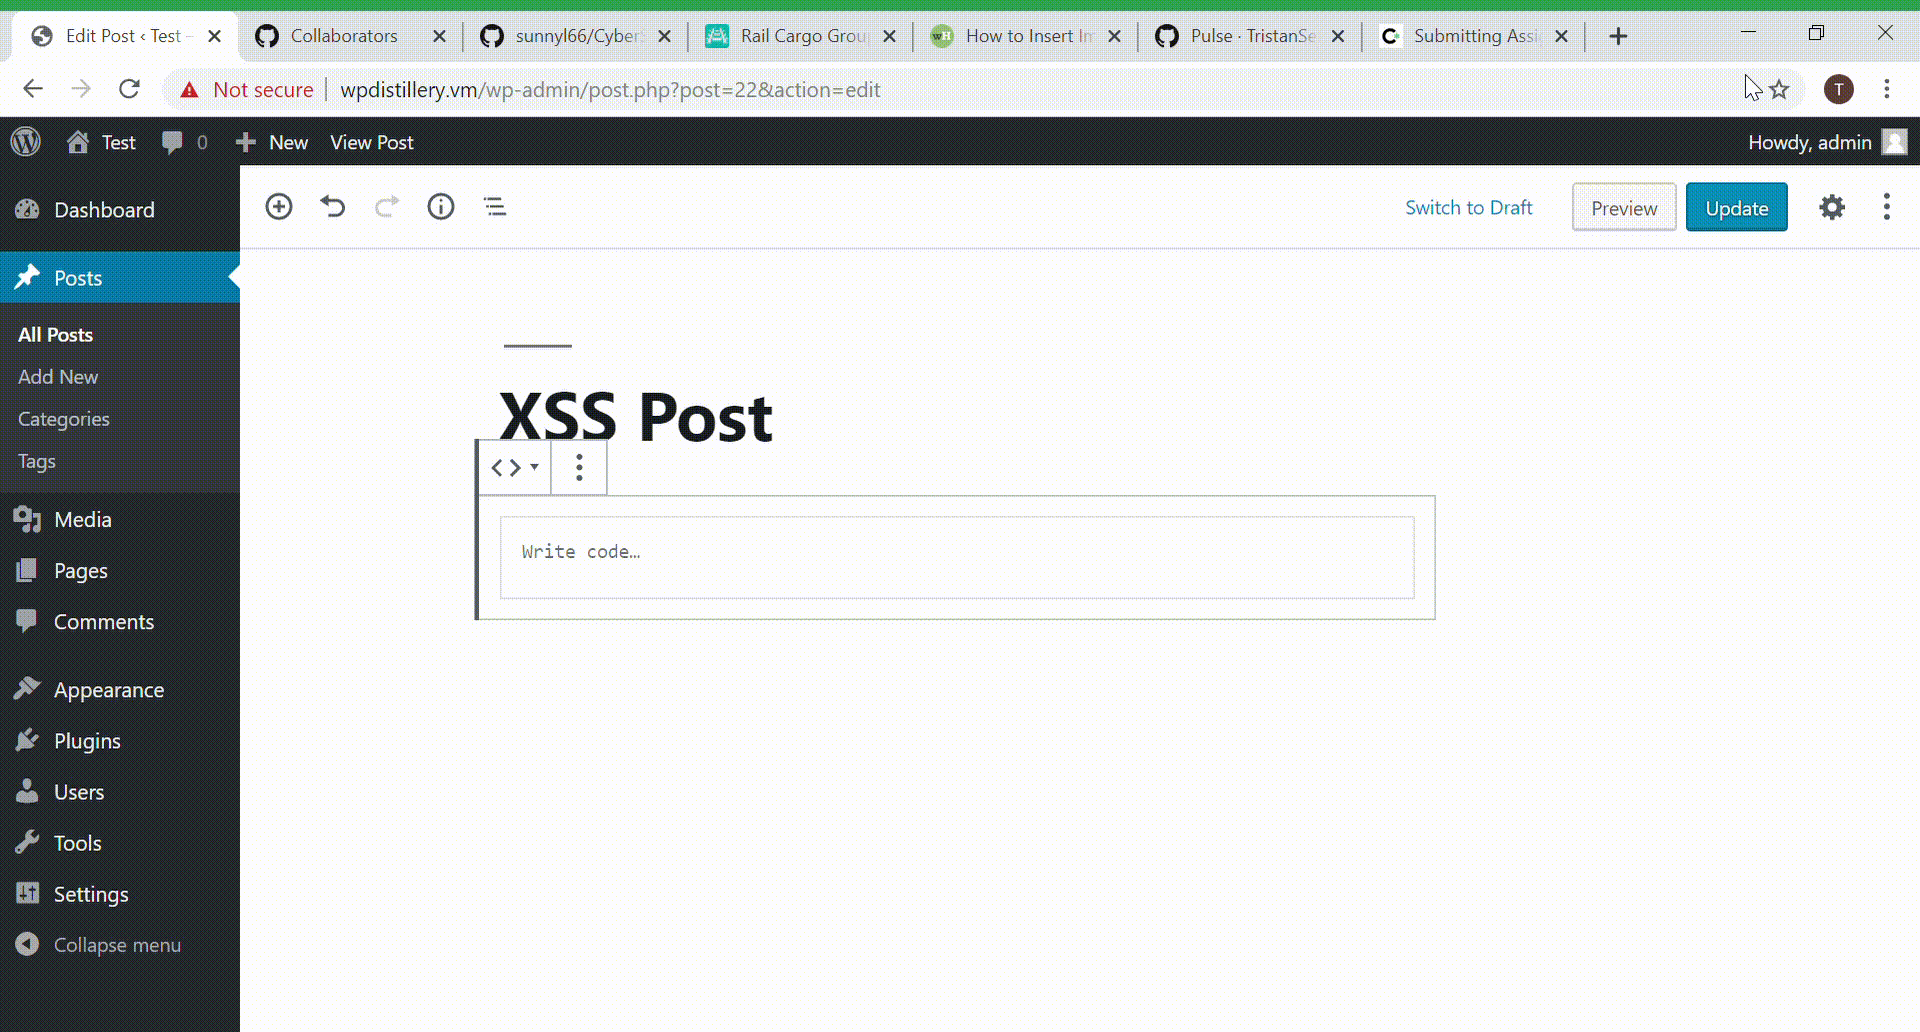 Edit Post ‹ Test – Collaborators sunnyl66/Cyber Rail Cargo Grou How to Insert Im Pulse · TristanSe Submitting Assi
Not secure wpdistillery.vm/wp-admin/post.php?post=22&action=edit T
Test 0 New View Post Howdy, admin
Dashboard
Switch to Draft Preview Update
Posts
All Posts
Add New
Categories
Tags
XSS Post
Write code…
Media
Pages
Comments
Appearance
Plugins
Users
Tools
Settings
Collapse menu